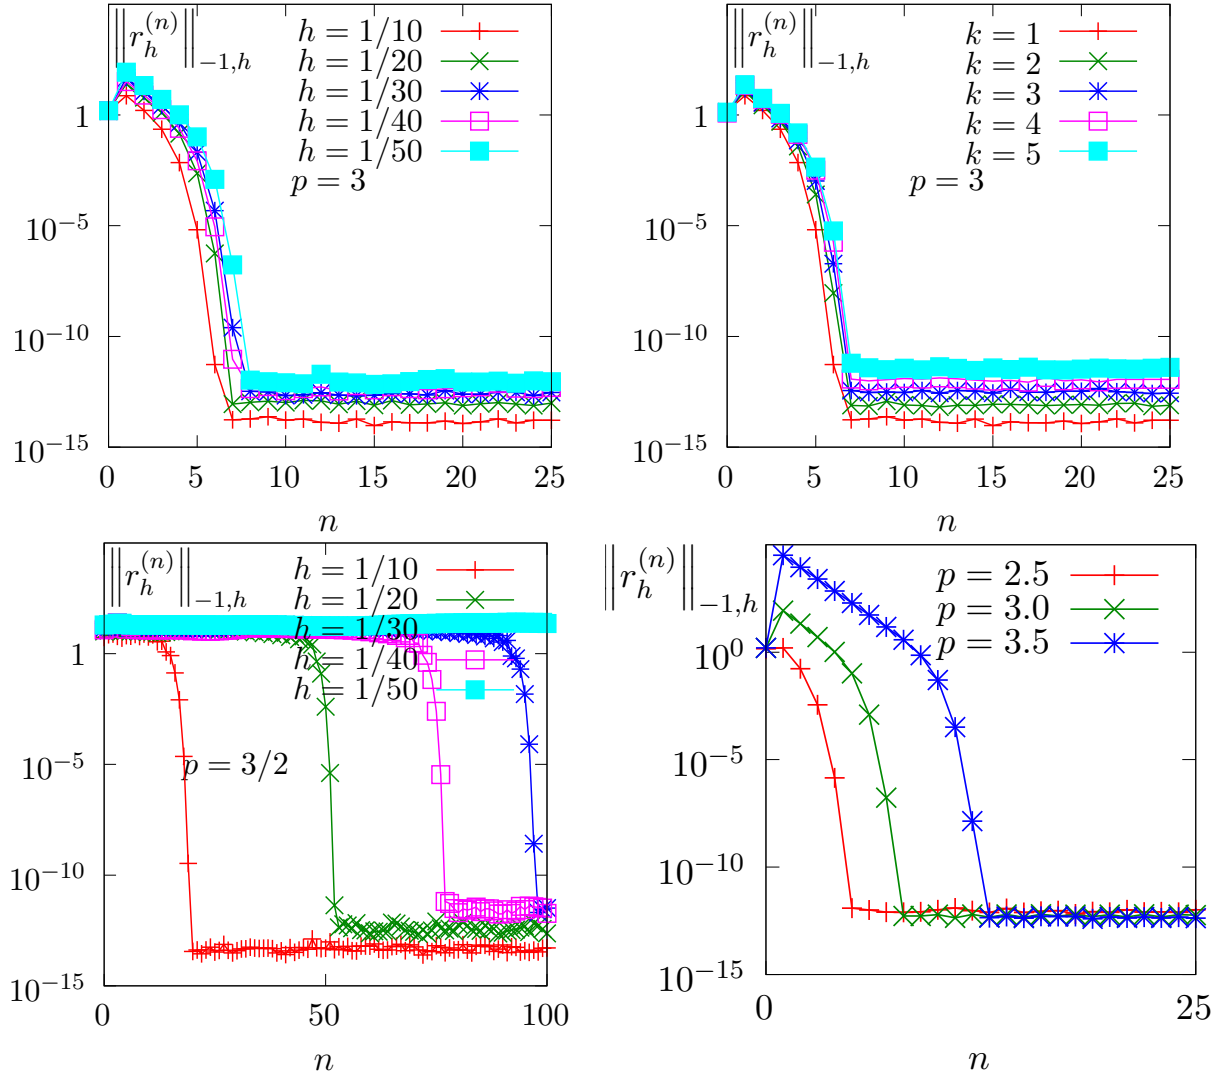 ‖r_h^{(n)}‖_{−1,h}
h = 1/10
h = 1/20
h = 1/30
h = 1/40
h = 1/50
p = 3
1
10^{−5}
10^{−10}
10^{−15}
0 5 10 15 20 25
n
‖r_h^{(n)}‖_{−1,h}
k = 1
k = 2
k = 3
k = 4
k = 5
p = 3
1
10^{−5}
10^{−10}
10^{−15}
0 5 10 15 20 25
n
‖r_h^{(n)}‖_{−1,h}
h = 1/10
h = 1/20
h = 1/30
h = 1/40
h = 1/50
p = 3/2
1
10^{−5}
10^{−10}
10^{−15}
0 50 100
n
‖r_h^{(n)}‖_{−1,h}
p = 2.5
p = 3.0
p = 3.5
10^{0}
10^{−5}
10^{−10}
10^{−15}
0 25
n